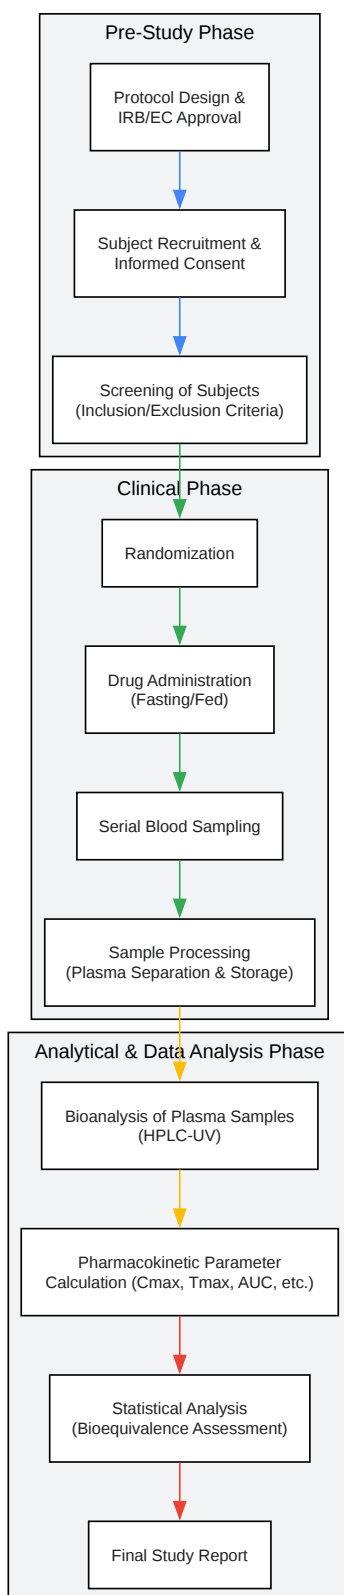 Pre-Study Phase
Protocol Design &
IRB/EC Approval
Subject Recruitment &
Informed Consent
Screening of Subjects
(Inclusion/Exclusion Criteria)
Clinical Phase
Randomization
Drug Administration
(Fasting/Fed)
Serial Blood Sampling
Sample Processing
(Plasma Separation & Storage)
Analytical & Data Analysis Phase
Bioanalysis of Plasma Samples
(HPLC-UV)
Pharmacokinetic Parameter
Calculation (Cmax, Tmax, AUC, etc.)
Statistical Analysis
(Bioequivalence Assessment)
Final Study Report